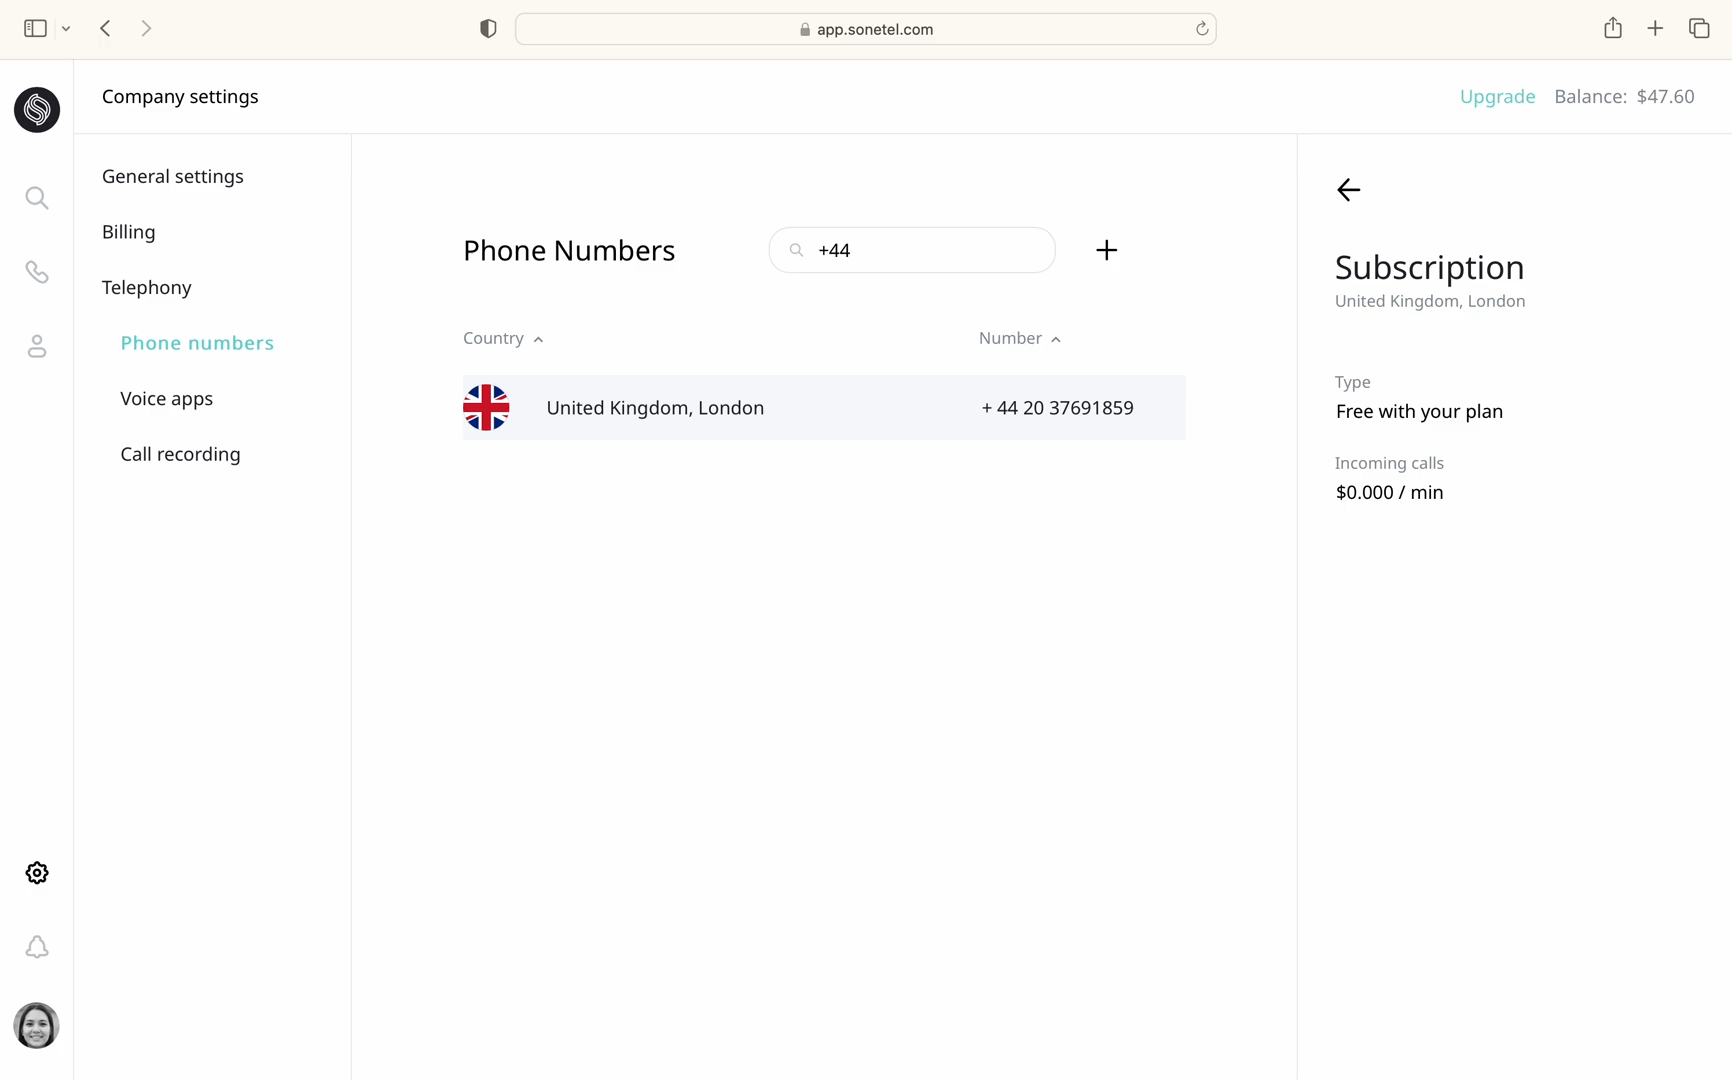 app.sonetel.com
Company settings
Upgrade Balance: $47.60
General settings
Billing
Telephony
Phone numbers
Voice apps
Call recording
Phone Numbers
+44
Country Number
United Kingdom, London + 44 20 37691859
Subscription
United Kingdom, London
Type
Free with your plan
Incoming calls
$0.000 / min